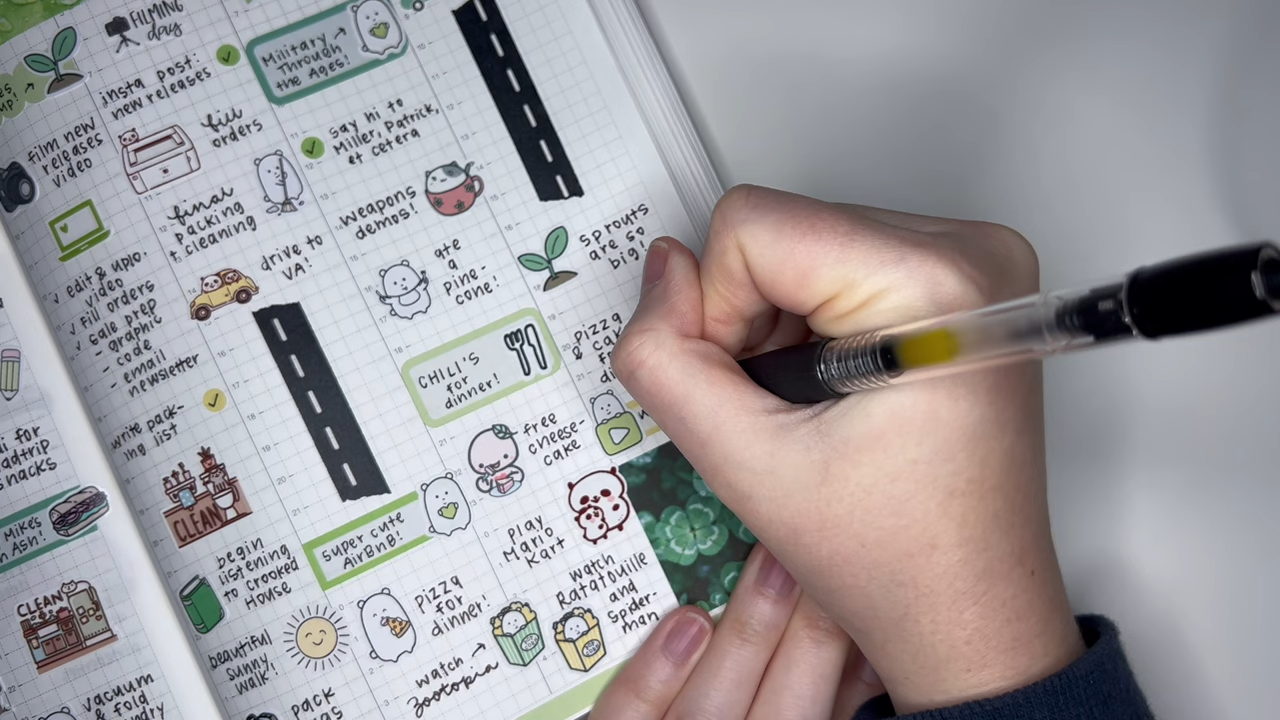 FILMING
day
insta post:
new releases
film new
releases
video
fill
orders
final
packing
& cleaning
edit & uplo.
video
✓ fill orders
✓ sale prep
- graphic
- code
- email
newsletter
drive to
VA!
write pack-
ing list
snacks
MIKE'S
CLEAN
CLEAN
begin
listening
to Crooked
House
beautiful
sunny
walk!
vacuum
& fold
pack
Military →
Through
the Ages!
say hi to
Miller, Patrick,
et cetera
weapons
demos!
ate
a
pine-
cone!
CHILI'S
for
dinner!
free
cheese-
cake
super cute
AirBnB!
pizza
for
dinner!
play
Mario
Kart
watch →
Zootopia
watch
Ratatouille
and
Spider-
man
sprouts
are so
big!
pizza